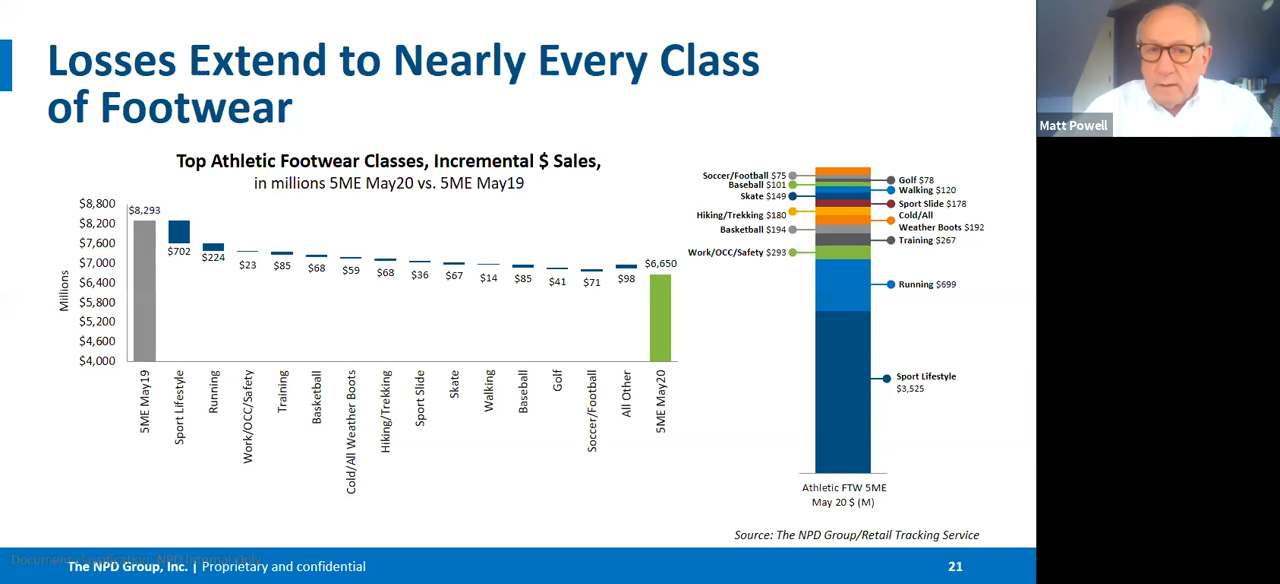 Losses Extend to Nearly Every Class
of Footwear
Top Athletic Footwear Classes, Incremental $ Sales,
in millions 5ME May20 vs. 5ME May19
Millions
$8,800
$8,200
$7,600
$7,000
$6,400
$5,800
$5,200
$4,600
$4,000
$8,293
$702
$224
$23
$85
$68
$59
$68
$36
$67
$14
$85
$41
$71
$98
$6,650
5ME May19
Sport Lifestyle
Running
Work/OCC/Safety
Training
Basketball
Cold/All Weather Boots
Hiking/Trekking
Sport Slide
Skate
Walking
Baseball
Golf
Soccer/Football
All Other
5ME May20
Soccer/Football $75
Baseball $101
Skate $149
Hiking/Trekking $180
Basketball $194
Work/OCC/Safety $293
Golf $78
Walking $120
Sport Slide $178
Cold/All
Weather Boots $192
Training $267
Running $699
Sport Lifestyle
$3,525
Athletic FTW 5ME
May 20 $ (M)
Source: The NPD Group/Retail Tracking Service
Document classification: NPD Internal Only
The NPD Group, Inc. | Proprietary and confidential
21
Matt Powell